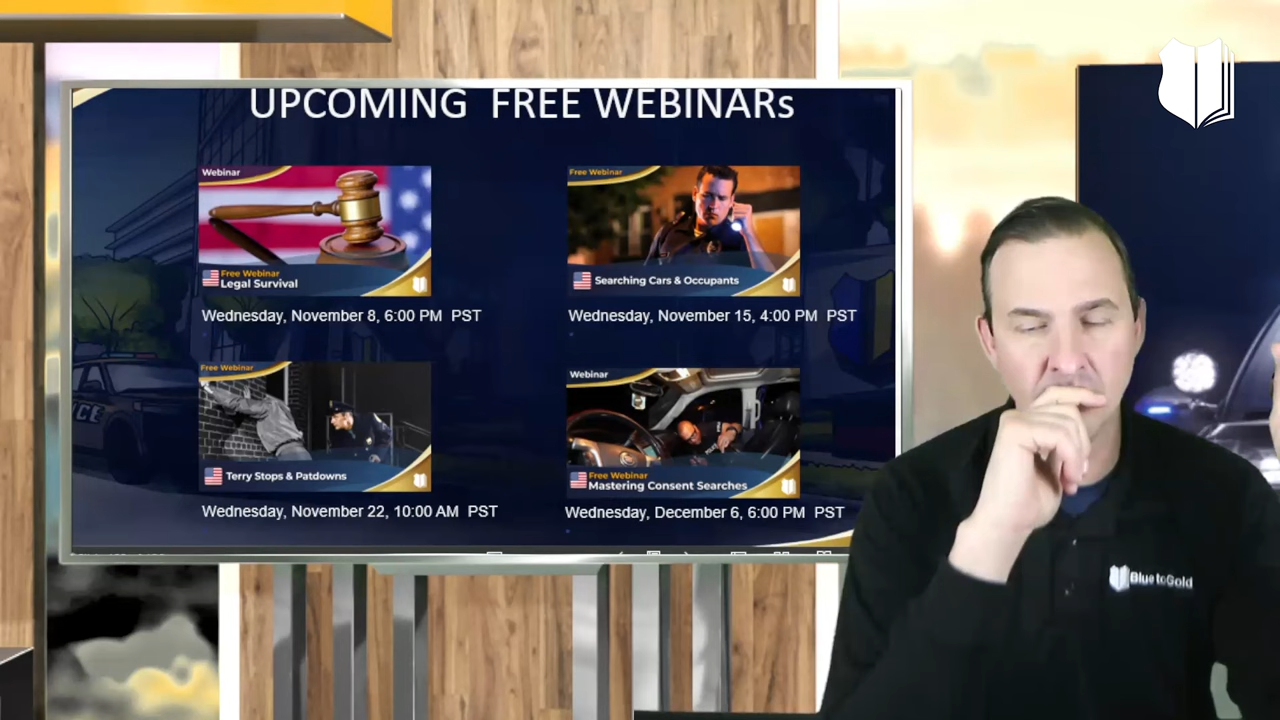 UPCOMING FREE WEBINARs
Webinar
Free Webinar
Legal Survival
Wednesday, November 8, 6:00 PM PST
Free Webinar
Searching Cars & Occupants
Wednesday, November 15, 4:00 PM PST
Free Webinar
Terry Stops & Patdowns
Wednesday, November 22, 10:00 AM PST
Webinar
Free Webinar
Mastering Consent Searches
Wednesday, December 6, 6:00 PM PST
Blue to Gold